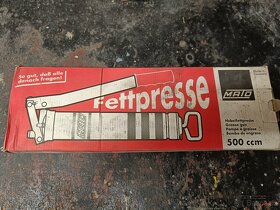 So gut, daß alle
danach fragen!
Fettpresse
MATO
Hebelfettpresse
Grease gun
Pompe a graisse
Bomba de engrase
500 ccm